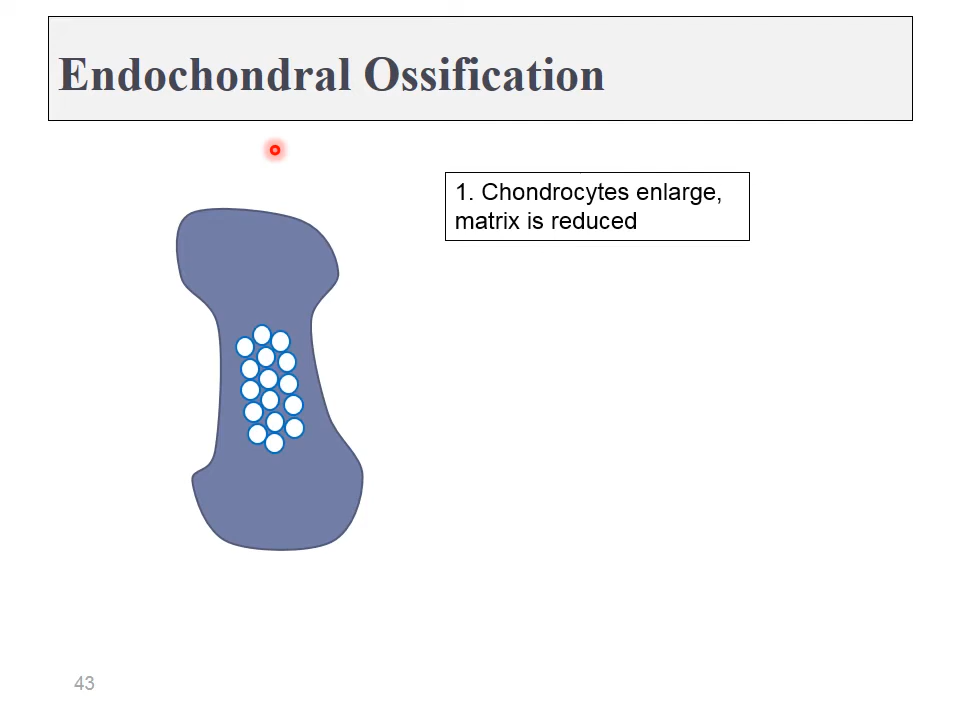 Endochondral Ossification
1. Chondrocytes enlarge,
matrix is reduced
43